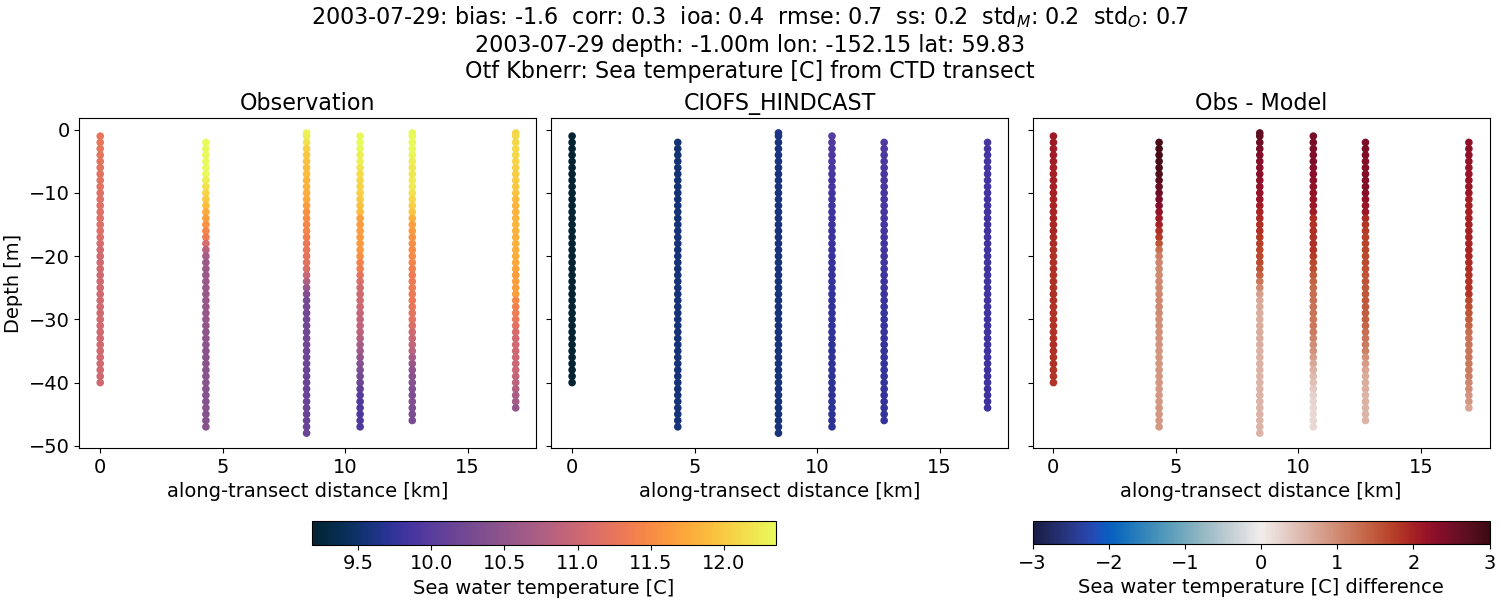 2003-07-29: bias: -1.6  corr: 0.3  ioa: 0.4  rmse: 0.7  ss: 0.2  std_M: 0.2  std_O: 0.7
2003-07-29 depth: -1.00m lon: -152.15 lat: 59.83
Otf Kbnerr: Sea temperature [C] from CTD transect
Observation
CIOFS_HINDCAST
Obs - Model
Depth [m]
0
−10
−20
−30
−40
−50
0 5 10 15
0 5 10 15
0 5 10 15
along-transect distance [km]
along-transect distance [km]
along-transect distance [km]
9.5 10.0 10.5 11.0 11.5 12.0
Sea water temperature [C]
−3 −2 −1 0 1 2 3
Sea water temperature [C] difference